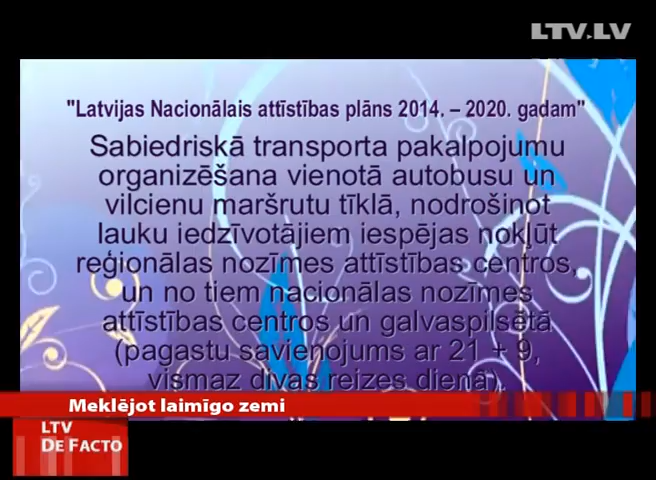 LTV.LV
"Latvijas Nacionālais attīstības plāns 2014. – 2020. gadam"
Sabiedriskā transporta pakalpojumu
organizēšana vienotā autobusu un
vilcienu maršrutu tīklā, nodrošinot
lauku iedzīvotājiem iespējas nokļūt
reģionālas nozīmes attīstības centros,
un no tiem nacionālas nozīmes
attīstības centros un galvaspilsētā
(pagastu savienojums ar 21 + 9,
vismaz divas reizes dienā).
Meklējot laimīgo zemi
LTV
DE FACTO